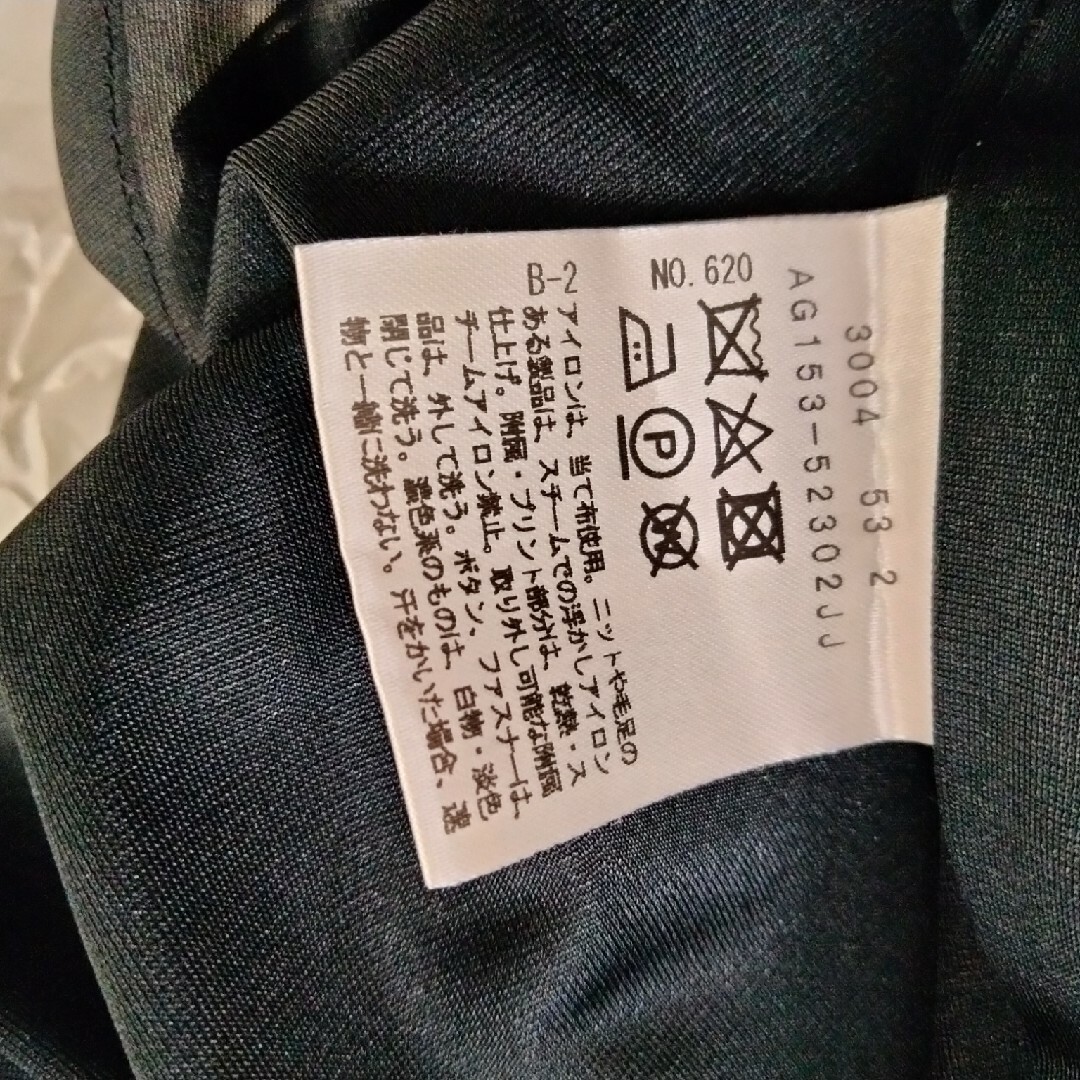 3004 53 2
AG153-52302JJ
NO. 620
P
W
B-2
アイロンは、当て布使用。ニットや毛足の
ある製品は、スチームでの浮かしアイロン
仕上げ。附属・プリント部分は、乾熱・ス
チームアイロン禁止。取り外し可能な附属
品は、外して洗う。ボタン、ファスナーは、
閉じて洗う。濃色系のものは、白物・淡色
物と一緒に洗わない。汗をかいた場合、速